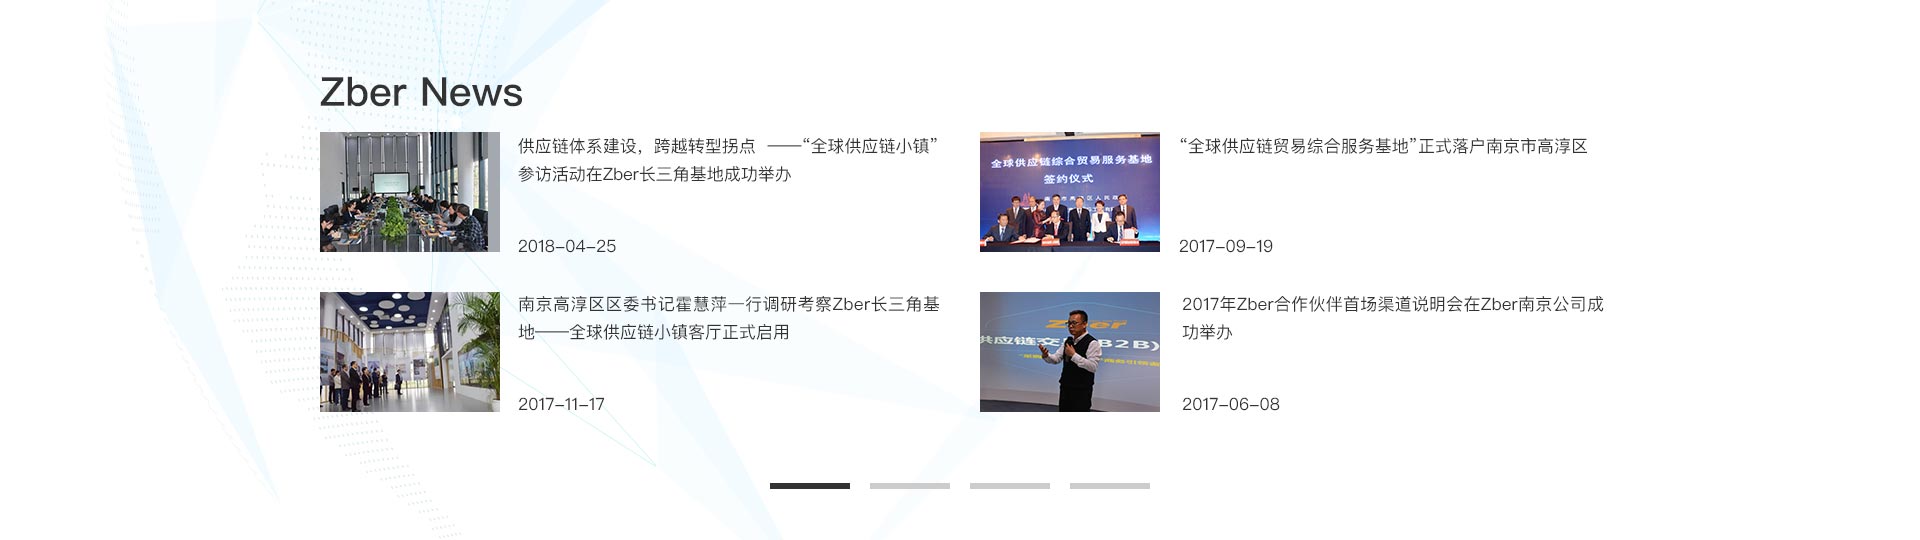 Zber News
供应链体系建设，跨越转型拐点 ——“全球供应链小镇”
参访活动在Zber长三角基地成功举办
2018-04-25
全球供应链综合贸易服务基地
签约仪式
“全球供应链贸易综合服务基地”正式落户南京市高淳区
2017-09-19
南京高淳区区委书记霍慧萍一行调研考察Zber长三角基
地——全球供应链小镇客厅正式启用
2017-11-17
Zber
供应链交
B2B)
2017年Zber合作伙伴首场渠道说明会在Zber南京公司成
功举办
2017-06-08